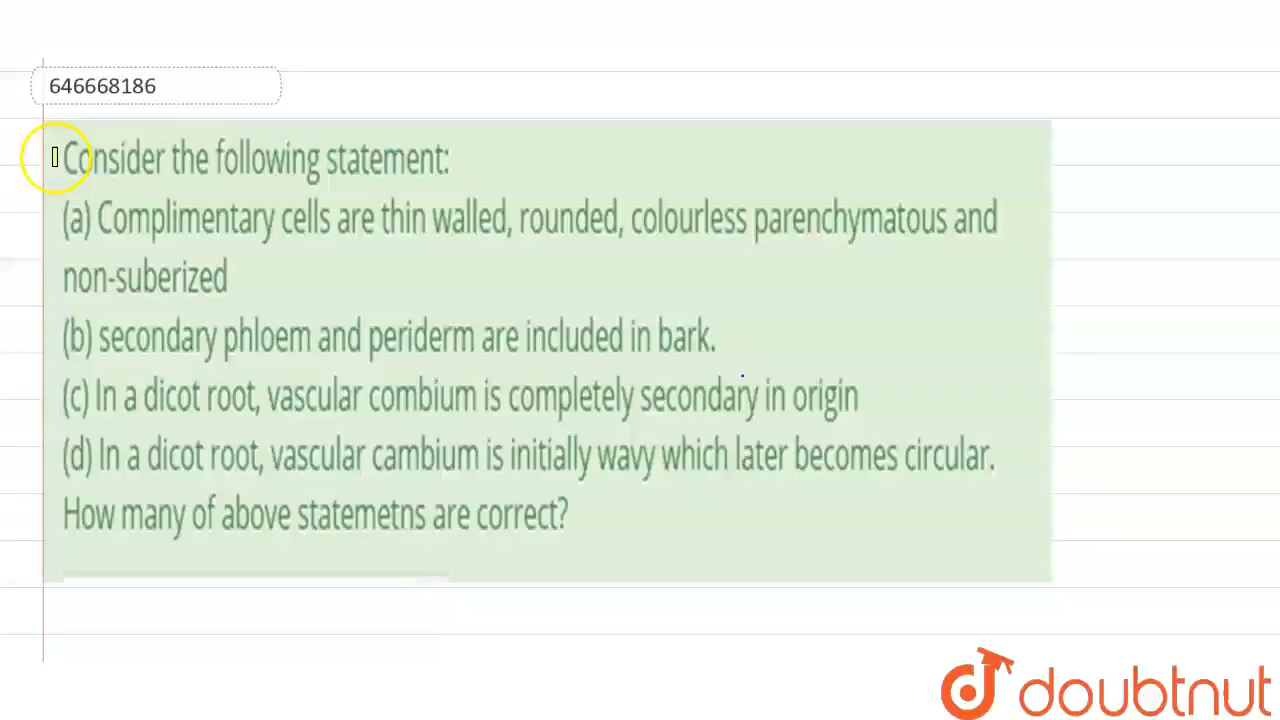 646668186
Consider the following statement:
(a) Complimentary cells are thin walled, rounded, colourless parenchymatous and
non-suberized
(b) secondary phloem and periderm are included in bark.
(c) In a dicot root, vascular combium is completely secondary in origin
(d) In a dicot root, vascular cambium is initially wavy which later becomes circular.
How many of above statemetns are correct?
doubtnut